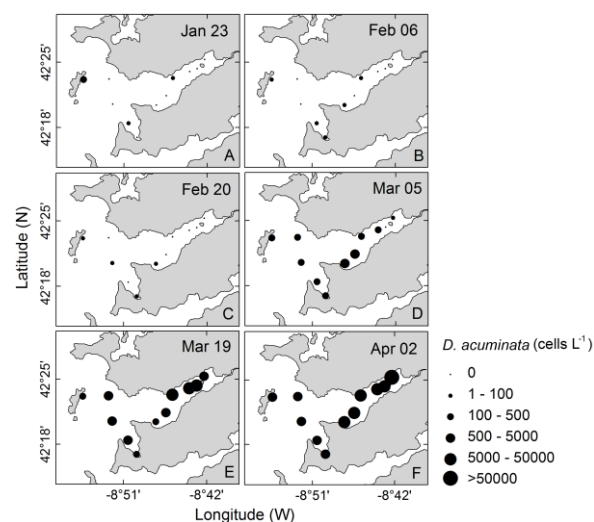 Jan 23
Feb 06
42°25'
42°18'
A
B
Feb 20
Mar 05
42°25'
42°18'
C
D
Latitude (N)
Mar 19
Apr 02
42°25'
42°18'
E
F
-8°51'
-8°42'
-8°51'
-8°42'
Longitude (W)
D. acuminata (cells L⁻¹)
0
1 - 100
100 - 500
500 - 5000
5000 - 50000
>50000